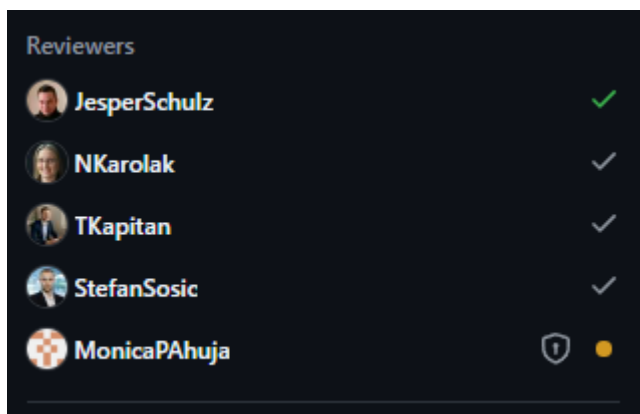 Reviewers
JesperSchulz
NKarolak
TKapitan
StefanSosic
MonicaPAhuja